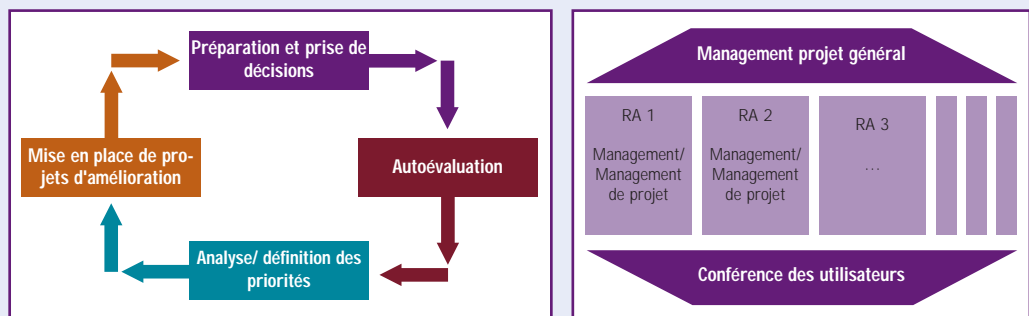 Préparation et prise de
décisions
Mise en place de pro-
jets d'amélioration
Autoévaluation
Analyse/ définition des
priorités
Management projet général
RA 1
Management/
Management
de projet
RA 2
Management/
Management
de projet
RA 3
...
Conférence des utilisateurs